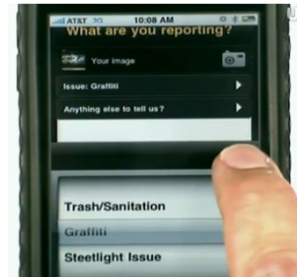 AT&T 3G 10:08 AM
What are you reporting?
Your image
Issue: Graffiti
Anything else to tell us?
Trash/Sanitation
Graffiti
Steetlight Issue